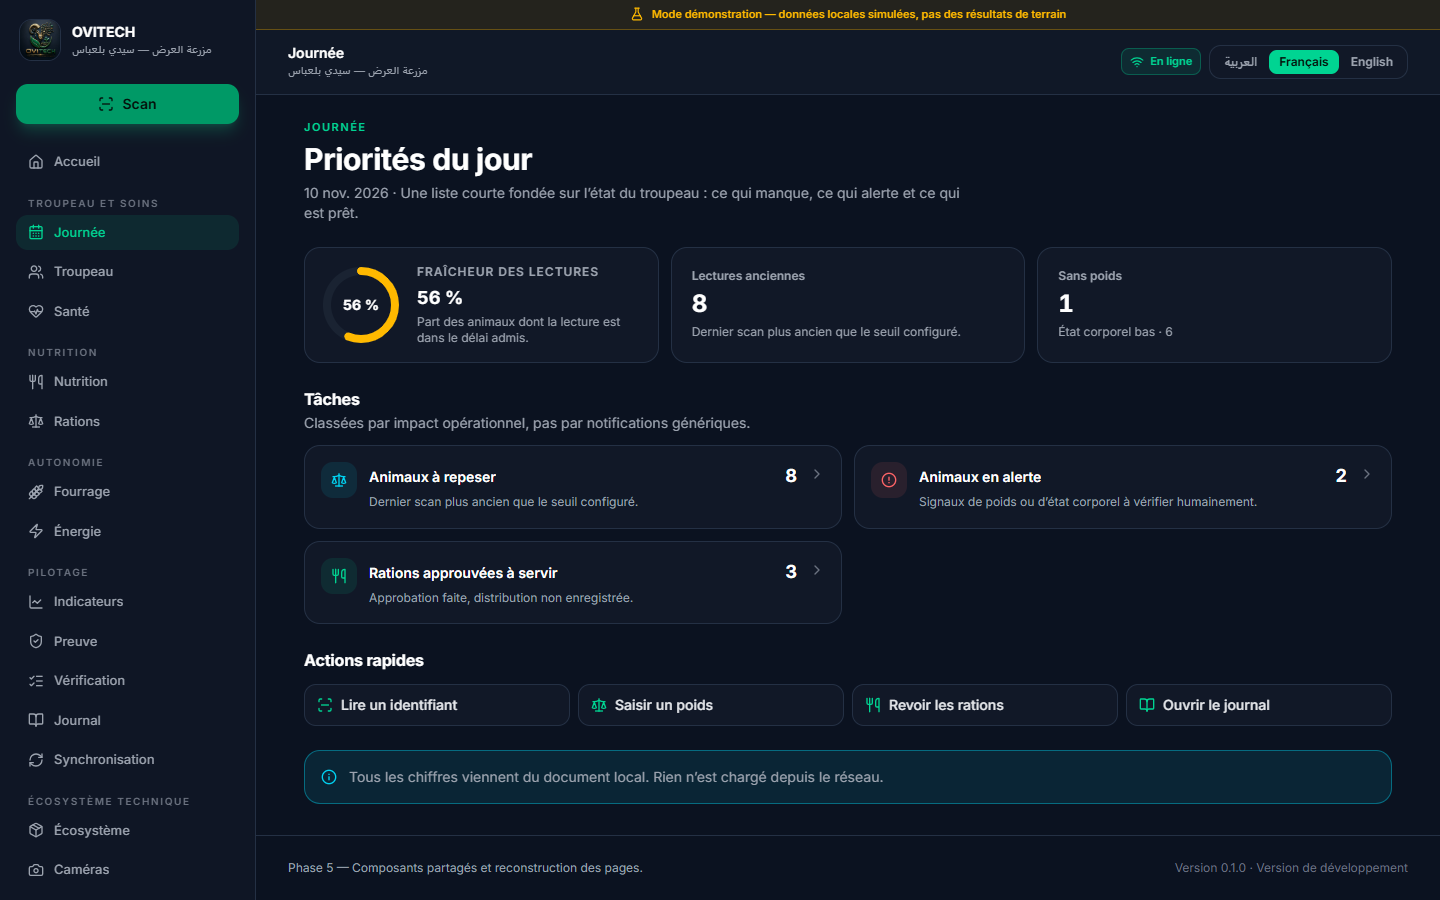 OVITECH
مزرعة العرض — سيدي بلعباس
Scan
Accueil
TROUPEAU ET SOINS
Journée
Troupeau
Santé
NUTRITION
Nutrition
Rations
AUTONOMIE
Fourrage
Énergie
PILOTAGE
Indicateurs
Preuve
Vérification
Journal
Synchronisation
ÉCOSYSTÈME TECHNIQUE
Écosystème
Caméras
Mode démonstration — données locales simulées, pas des résultats de terrain
Journée
مزرعة العرض — سيدي بلعباس
En ligne
العربية
Français
English
JOURNÉE
Priorités du jour
10 nov. 2026 · Une liste courte fondée sur l’état du troupeau : ce qui manque, ce qui alerte et ce qui
est prêt.
56 %
FRAÎCHEUR DES LECTURES
56 %
Part des animaux dont la lecture est
dans le délai admis.
Lectures anciennes
8
Dernier scan plus ancien que le seuil configuré.
Sans poids
1
État corporel bas · 6
Tâches
Classées par impact opérationnel, pas par notifications génériques.
Animaux à repeser
8
Dernier scan plus ancien que le seuil configuré.
Animaux en alerte
2
Signaux de poids ou d’état corporel à vérifier humainement.
Rations approuvées à servir
3
Approbation faite, distribution non enregistrée.
Actions rapides
Lire un identifiant
Saisir un poids
Revoir les rations
Ouvrir le journal
Tous les chiffres viennent du document local. Rien n’est chargé depuis le réseau.
Phase 5 — Composants partagés et reconstruction des pages.
Version 0.1.0 · Version de développement